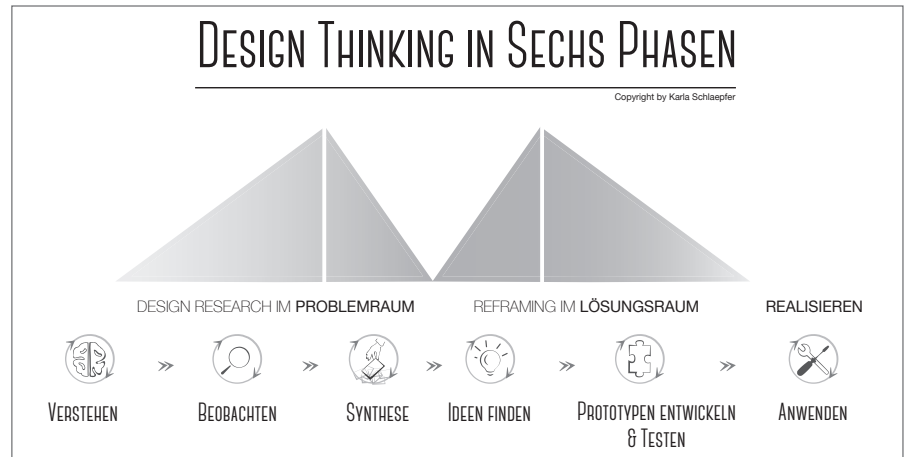 DESIGN THINKING IN SECHS PHASEN
Copyright by Karla Schlaepfer
DESIGN RESEARCH IM PROBLEMRAUM
REFRAMING IM LÖSUNGSRAUM
REALISIEREN
VERSTEHEN
BEOBACHTEN
SYNTHESE
IDEEN FINDEN
PROTOTYPEN ENTWICKELN
& TESTEN
ANWENDEN